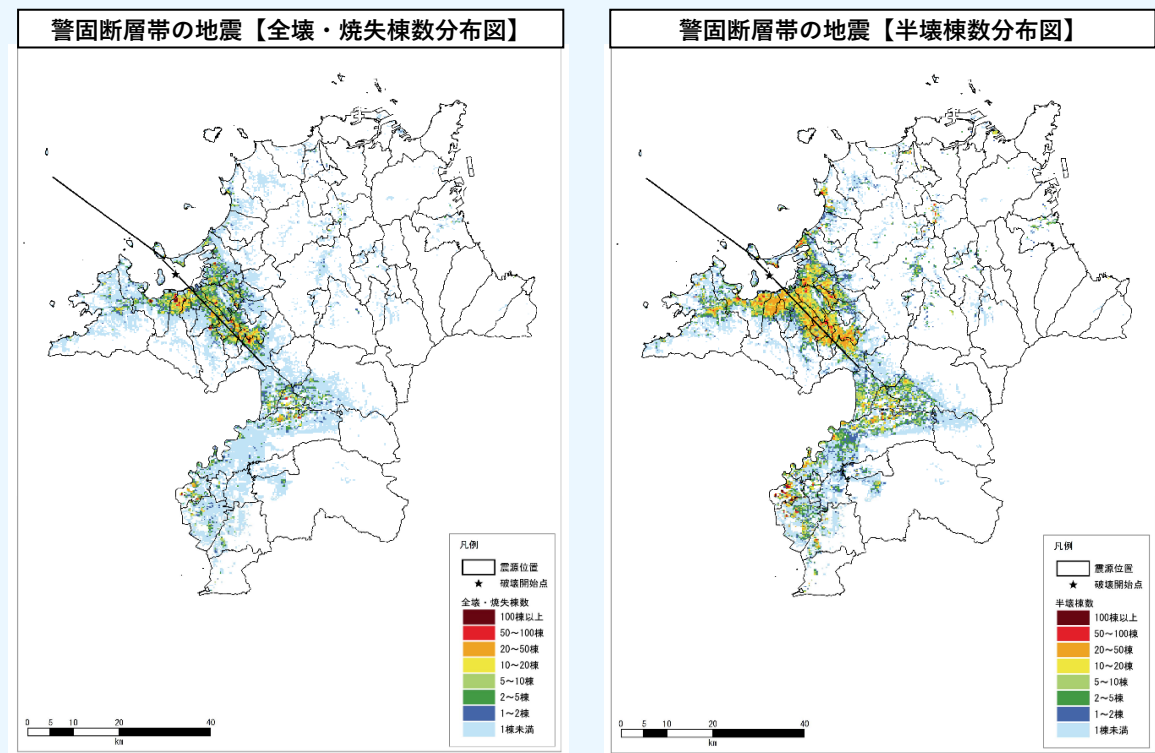 警固断層帯の地震【全壊・焼失棟数分布図】
凡例
震源位置
★ 破壊開始点
全壊・焼失棟数
100棟以上
50～100棟
20～50棟
10～20棟
5～10棟
2～5棟
1～2棟
1棟未満
0 5 10 20 40
km
警固断層帯の地震【半壊棟数分布図】
凡例
震源位置
★ 破壊開始点
半壊棟数
100棟以上
50～100棟
20～50棟
10～20棟
5～10棟
2～5棟
1～2棟
1棟未満
0 5 10 20 40
km